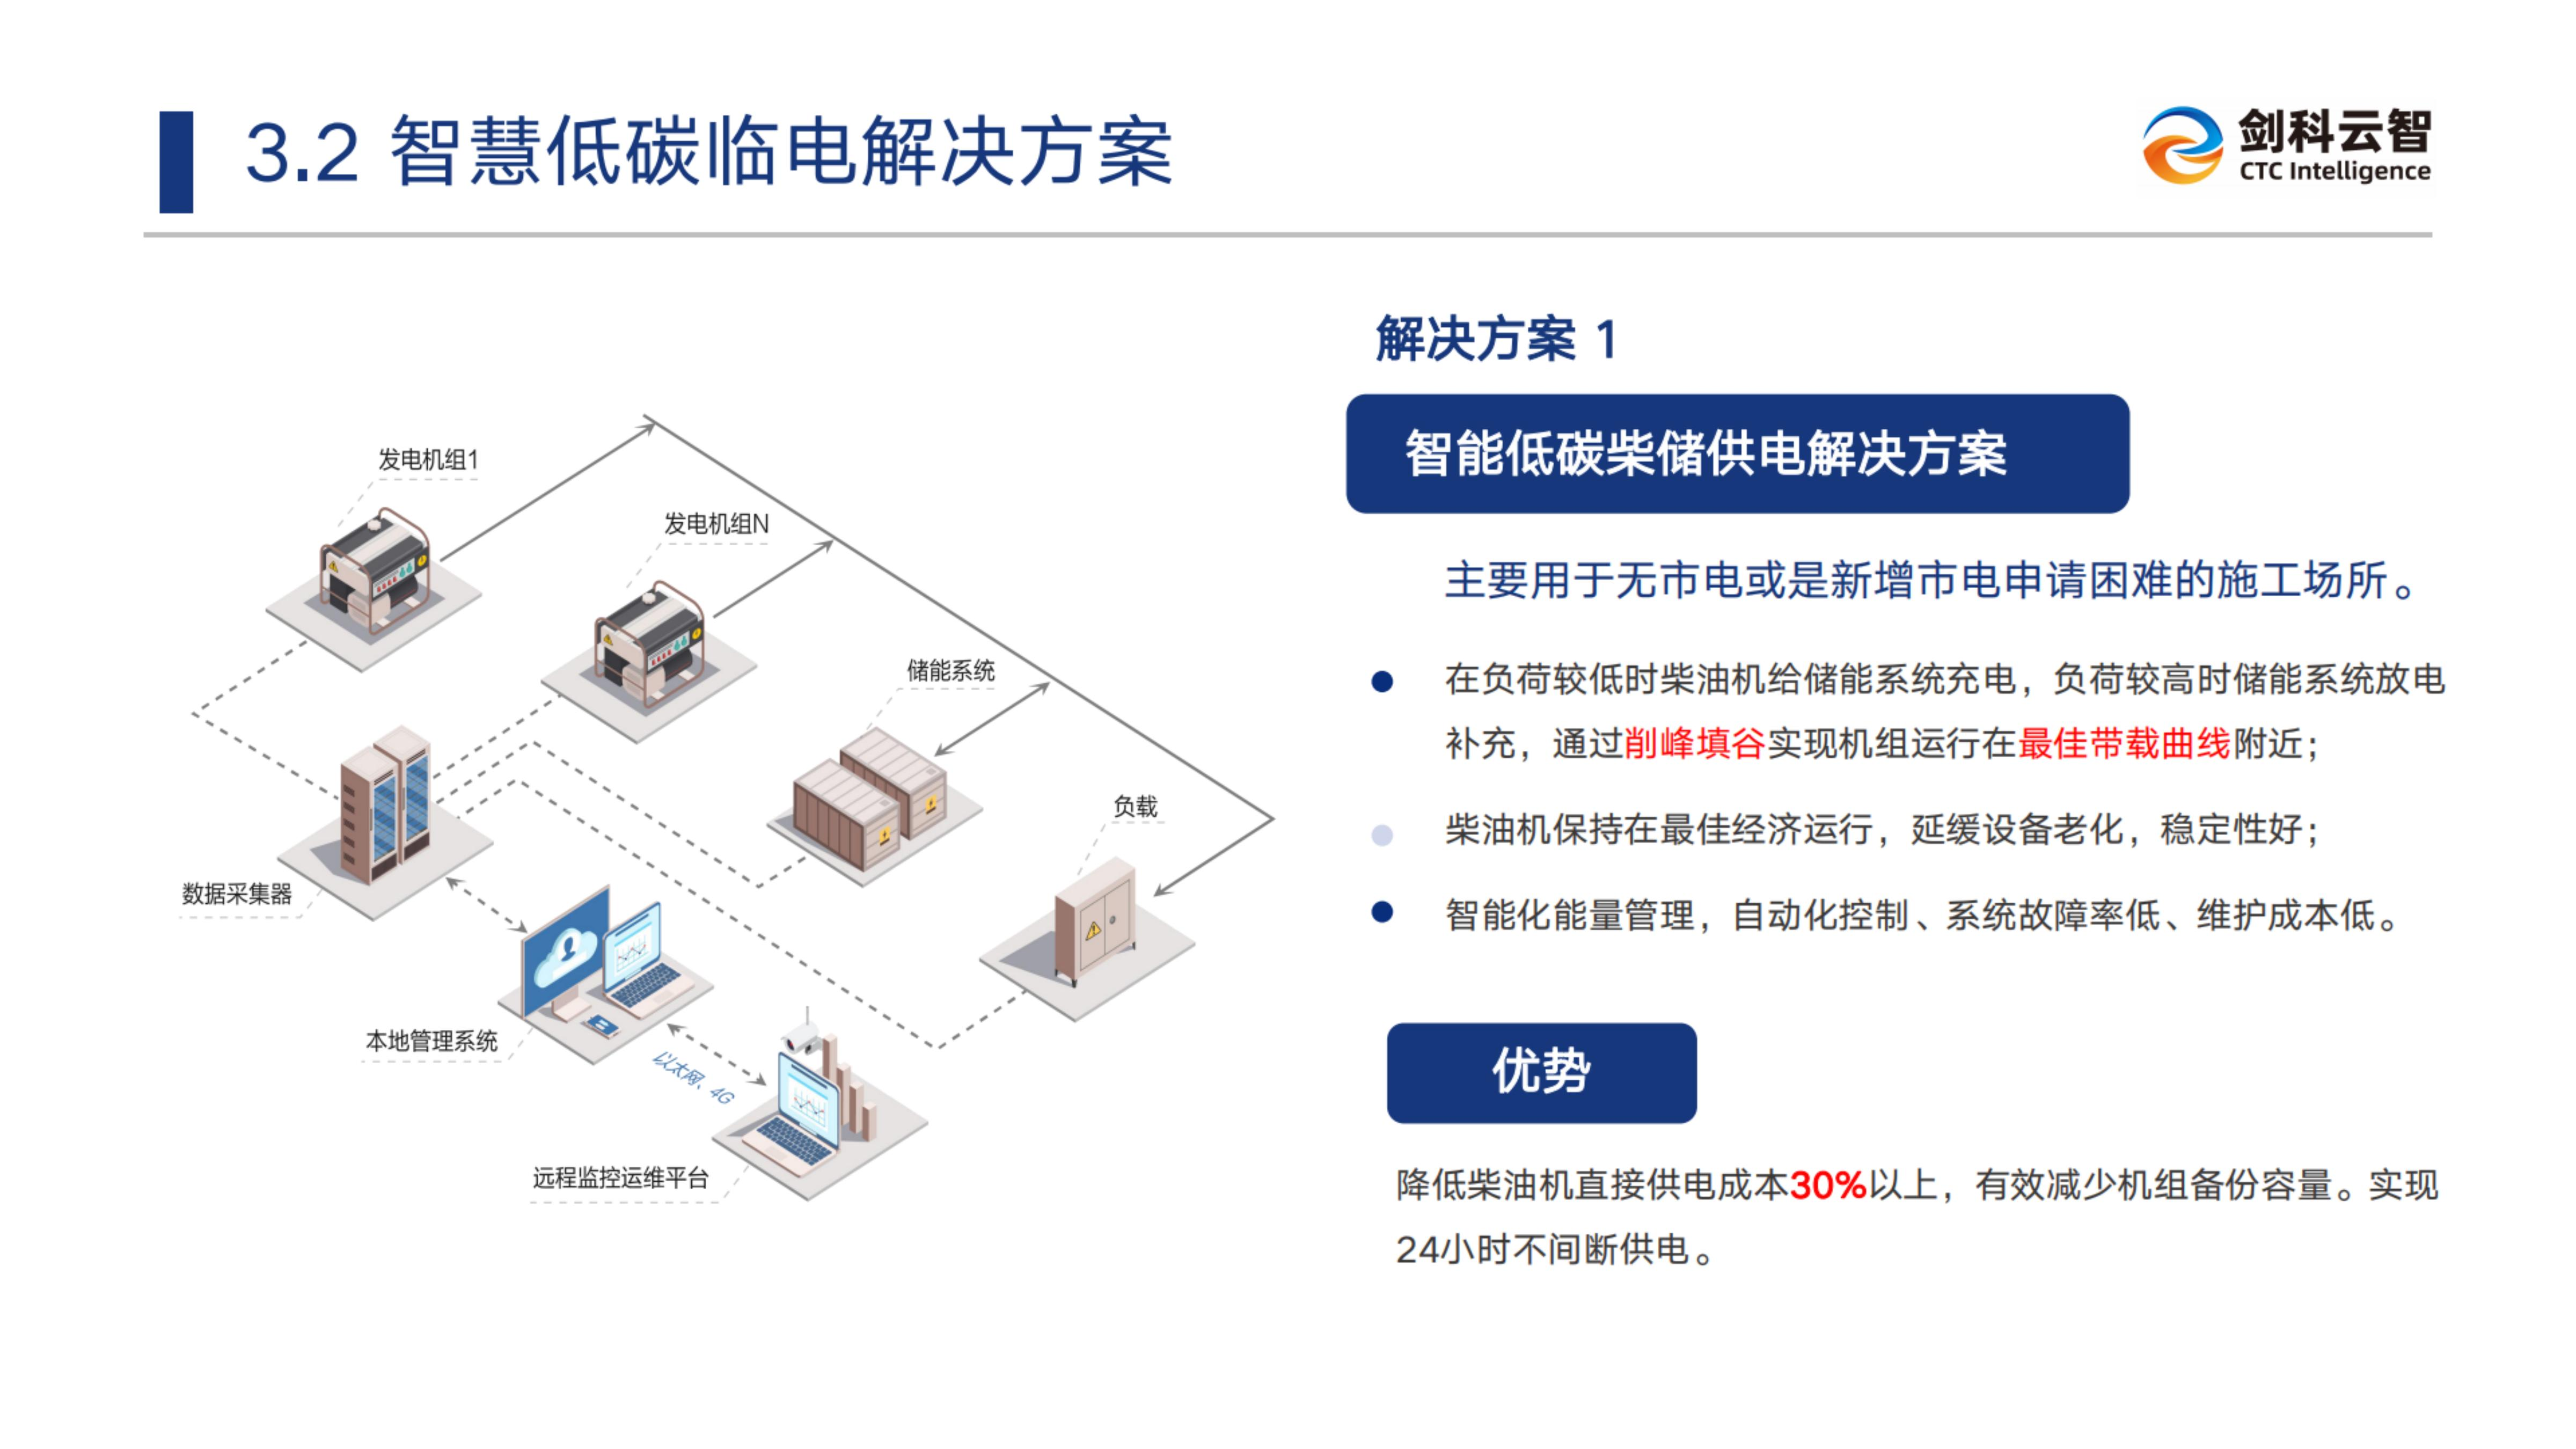 3.2 智慧低碳临电解决方案
剑科云智
CTC Intelligence
发电机组1
发电机组N
储能系统
负载
数据采集器
本地管理系统
以太网、4G
远程监控运维平台
解决方案 1
智能低碳柴储供电解决方案
主要用于无市电或是新增市电申请困难的施工场所。
在负荷较低时柴油机给储能系统充电，负荷较高时储能系统放电
补充，通过削峰填谷实现机组运行在最佳带载曲线附近；
柴油机保持在最佳经济运行，延缓设备老化，稳定性好；
智能化能量管理，自动化控制、系统故障率低、维护成本低。
优势
降低柴油机直接供电成本30%以上，有效减少机组备份容量。实现
24小时不间断供电。